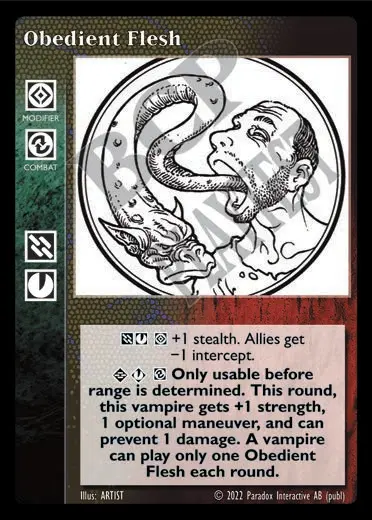 Obedient Flesh
MODIFIER
COMBAT
BCP
PLAYTEST
+1 stealth. Allies get
−1 intercept.
Only usable before
range is determined. This round,
this vampire gets +1 strength,
1 optional maneuver, and can
prevent 1 damage. A vampire
can play only one Obedient
Flesh each round.
Illus: ARTIST
© 2022 Paradox Interactive AB (publ)